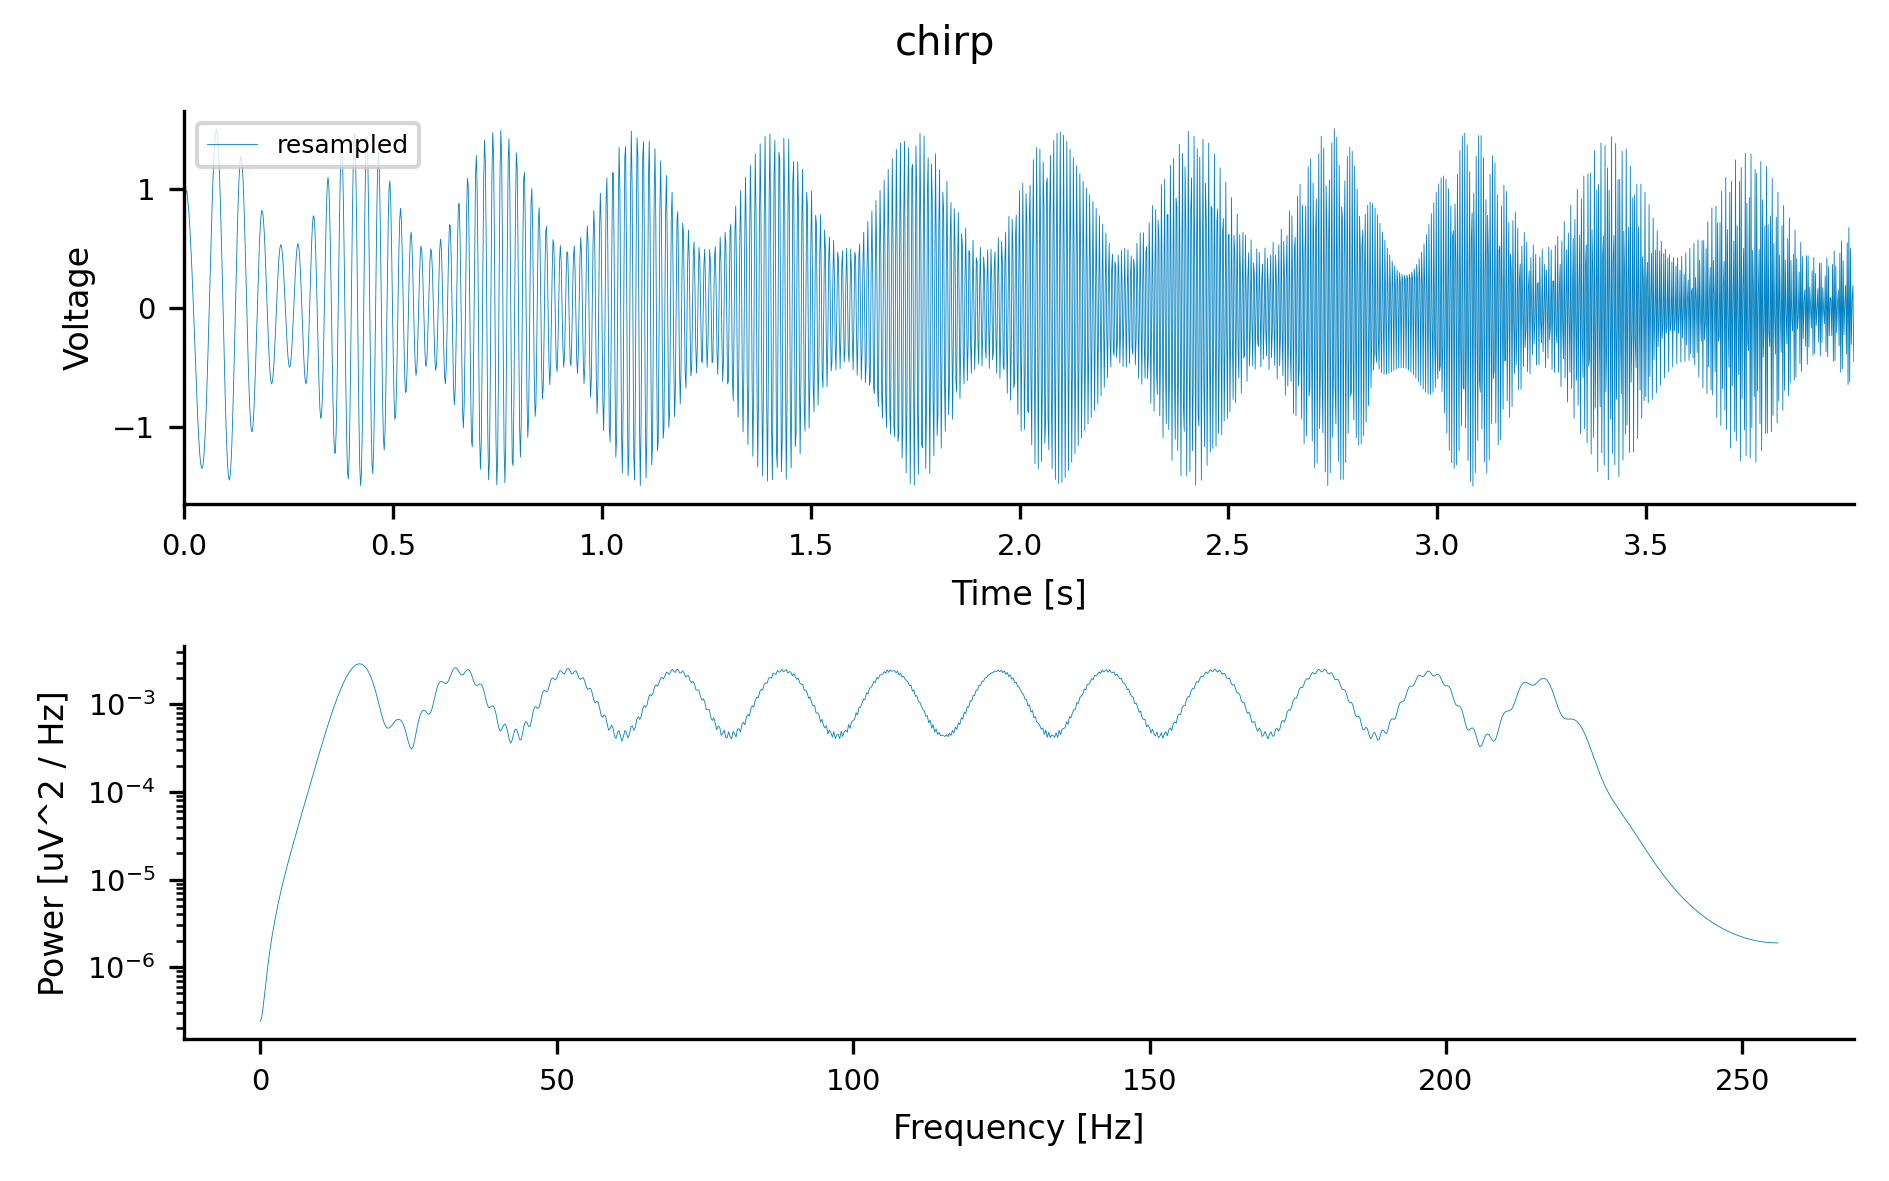 chirp
resampled
Voltage
1
0
−1
0.0 0.5 1.0 1.5 2.0 2.5 3.0 3.5
Time [s]
Power [uV^2 / Hz]
10⁻³
10⁻⁴
10⁻⁵
10⁻⁶
0 50 100 150 200 250
Frequency [Hz]